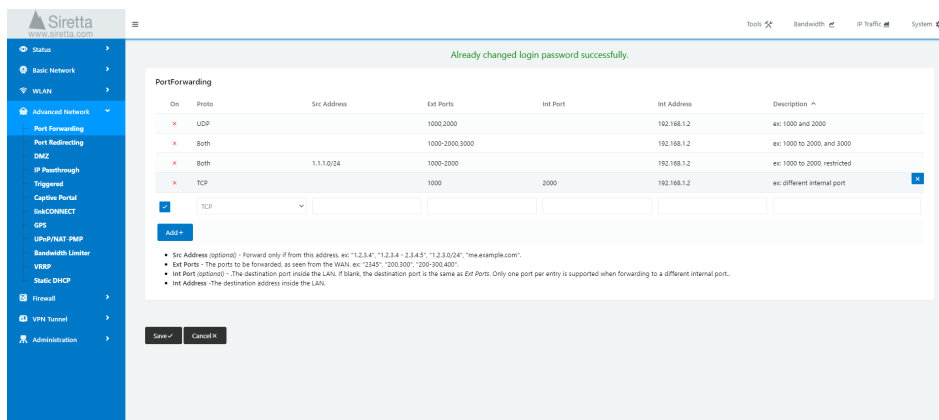 Siretta
www.siretta.com
Tools
Bandwidth
IP Traffic
System
Status
Basic Network
WLAN
Advanced Network
Port Forwarding
Port Redirecting
DMZ
IP Passthrough
Triggered
Captive Portal
linkCONNECT
GPS
UPnP/NAT-PMP
Bandwidth Limiter
VRRP
Static DHCP
Firewall
VPN Tunnel
Administration
Already changed login password successfully.
PortForwarding
On Proto Src Address Ext Ports Int Port Int Address Description
× UDP 1000,2000 192.168.1.2 ex: 1000 and 2000
× Both 1000-2000,3000 192.168.1.2 ex: 1000 to 2000, and 3000
× Both 1.1.1.0/24 1000-2000 192.168.1.2 ex: 1000 to 2000, restricted
× TCP 1000 2000 192.168.1.2 ex: different internal port ×
TCP
Add+
• Src Address (optional) - Forward only if from this address. ex: "1.2.3.4", "1.2.3.4 - 2.3.4.5", "1.2.3.0/24", "me.example.com".
• Ext Ports - The ports to be forwarded, as seen from the WAN. ex: "2345", "200,300", "200-300,400".
• Int Port (optional) - .The destination port inside the LAN. If blank, the destination port is the same as Ext Ports. Only one port per entry is supported when forwarding to a different internal port..
• Int Address -The destination address inside the LAN.
Save✓
Cancel×